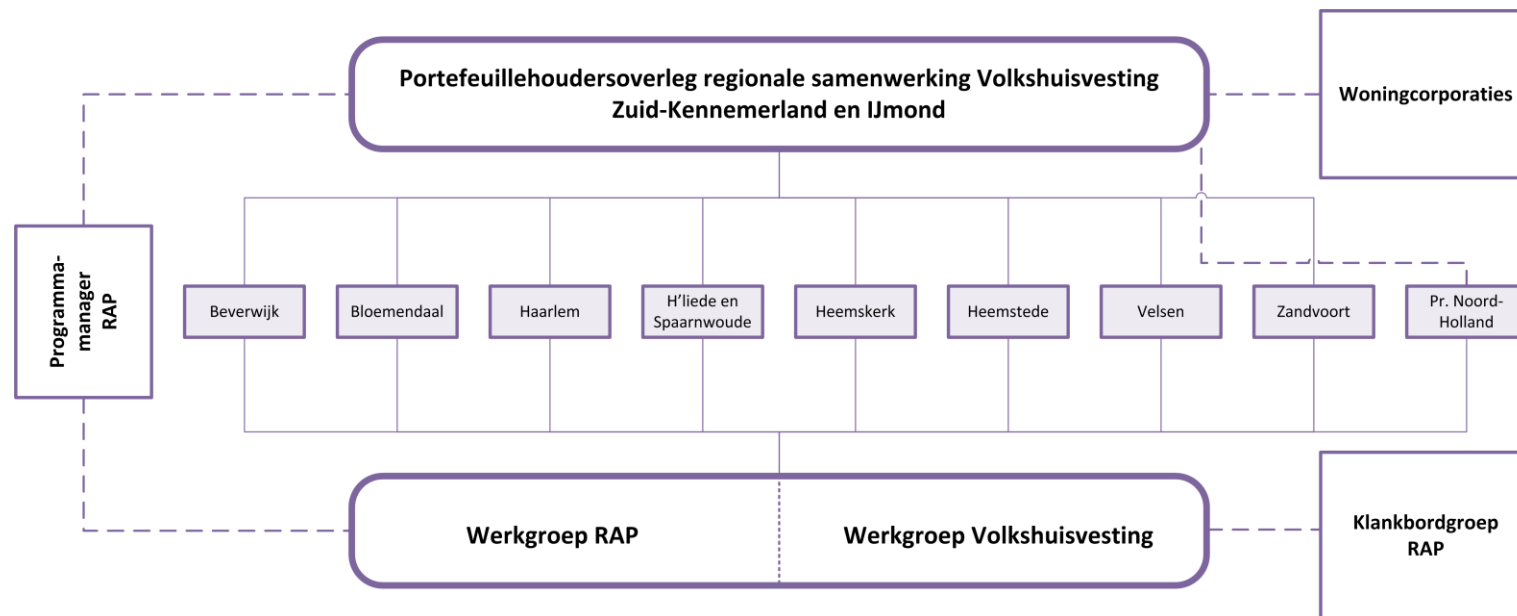 Portefeuillehoudersoverleg regionale samenwerking Volkshuisvesting
Zuid-Kennemerland en IJmond
Woningcorporaties
Programma-
manager
RAP
Beverwijk
Bloemendaal
Haarlem
H'liede en
Spaarnwoude
Heemskerk
Heemstede
Velsen
Zandvoort
Pr. Noord-
Holland
Werkgroep RAP
Werkgroep Volkshuisvesting
Klankbordgroep
RAP